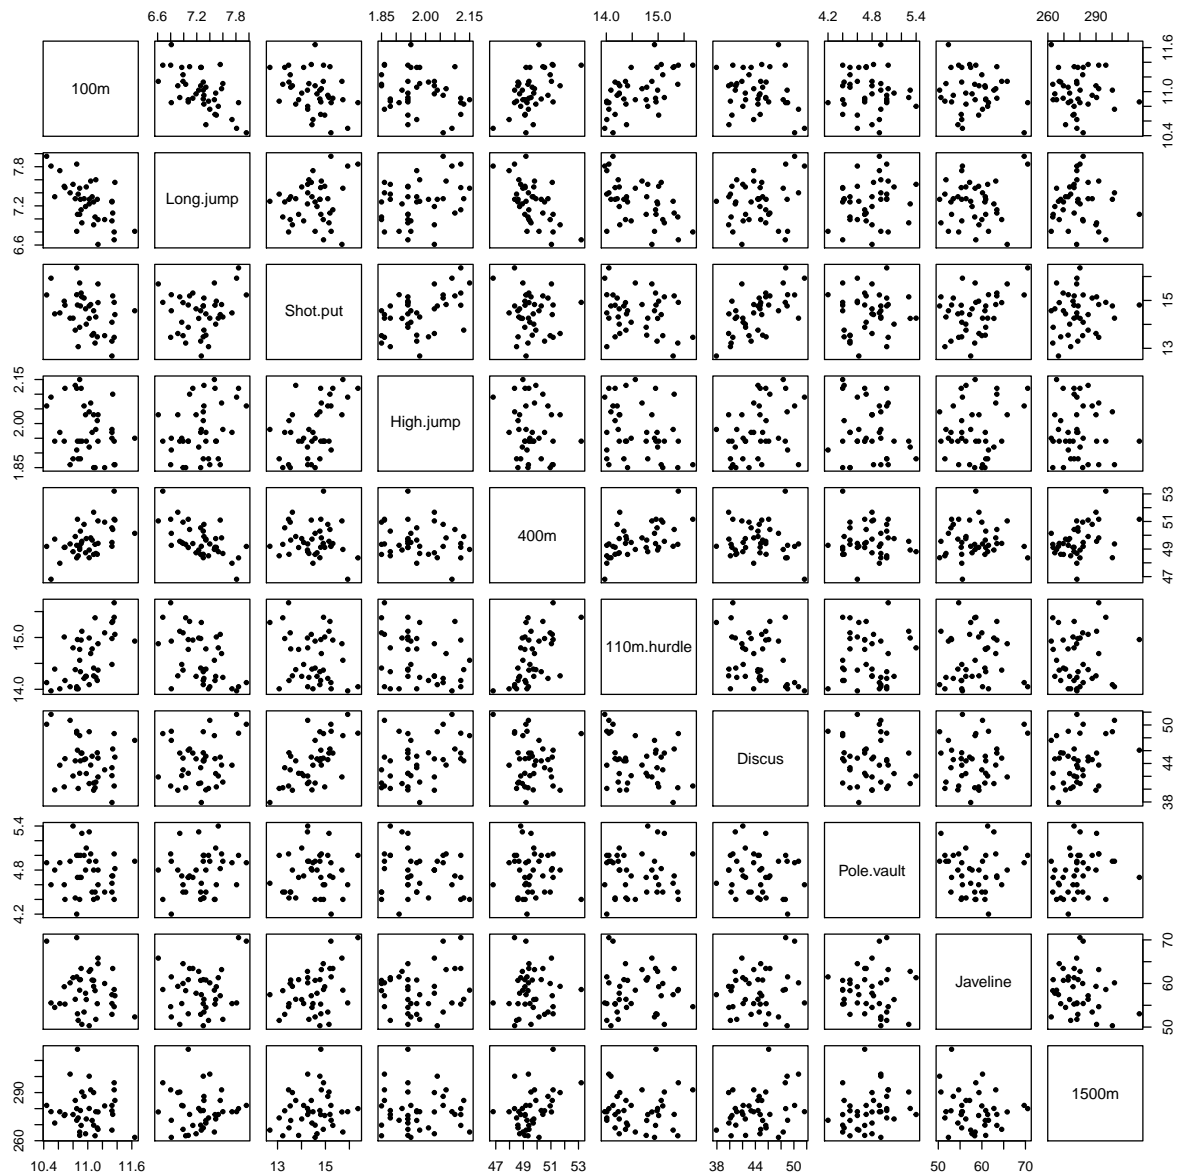 6.6 7.2 7.8 1.85 2.00 2.15 14.0 15.0 4.2 4.8 5.4 260 290
100m 10.4 11.0 11.6
6.6 7.2 7.8 Long.jump
Shot.put 13 15
1.85 2.00 2.15 High.jump
400m 47 49 51 53
14.0 15.0 110m.hurdle
Discus 38 44 50
4.2 4.8 5.4 Pole.vault
Javeline 50 60 70
260 290 1500m
10.4 11.0 11.6 13 15 47 49 51 53 38 44 50 50 60 70